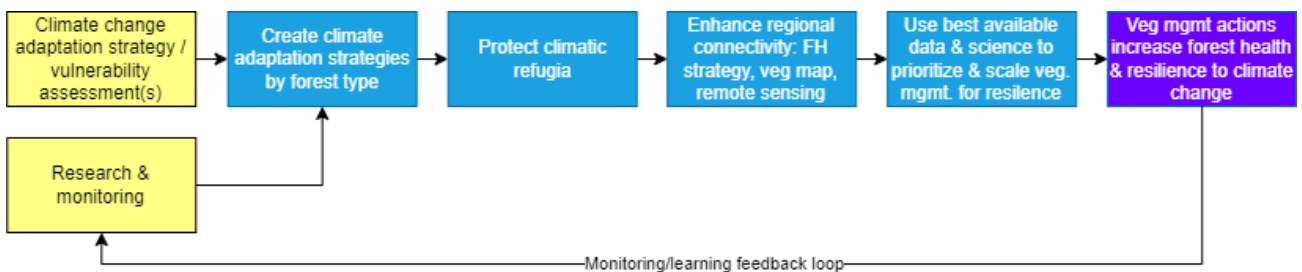 Climate change
adaptation strategy /
vulnerability
assessment(s)
Create climate
adaptation strategies
by forest type
Protect climatic
refugia
Enhance regional
connectivity: FH
strategy, veg map,
remote sensing
Use best available
data & science to
prioritize & scale veg.
mgmt. for resilence
Veg mgmt actions
increase forest health
& resilience to climate
change
Research &
monitoring
Monitoring/learning feedback loop